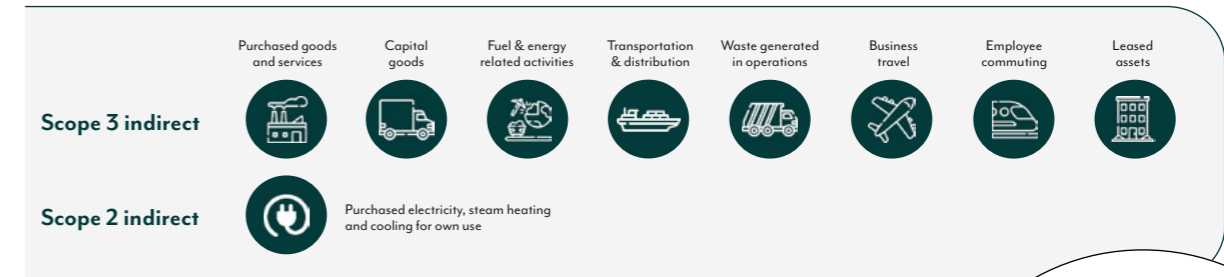 Purchased goods
and services
Capital
goods
Fuel & energy
related activities
Transportation
& distribution
Waste generated
in operations
Business
travel
Employee
commuting
Leased
assets
Scope 3 indirect
Scope 2 indirect
Purchased electricity, steam heating
and cooling for own use